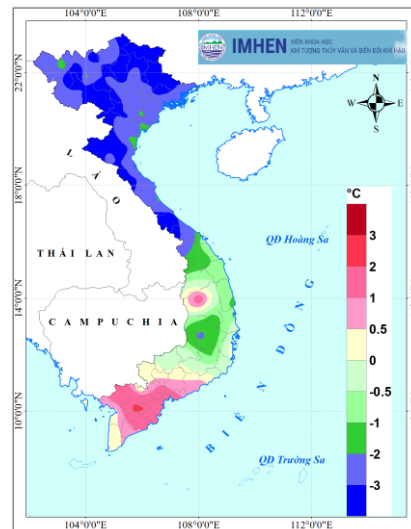 104°0'0"E 108°0'0"E 112°0'0"E
IMHEN
VIỆN KHOA HỌC
KHÍ TƯỢNG THỦY VĂN VÀ BIẾN ĐỔI KHÍ HẬU
22°0'0"N
N
W E
S
LÀO
18°0'0"N
°C
QĐ Hoàng Sa
THÁI LAN
3
2
14°0'0"N
1
CAMPUCHIA
0.5
0
-0.5
BIỂN ĐÔNG
-1
10°0'0"N
-2
QĐ Trường Sa
-3
104°0'0"E 108°0'0"E 112°0'0"E